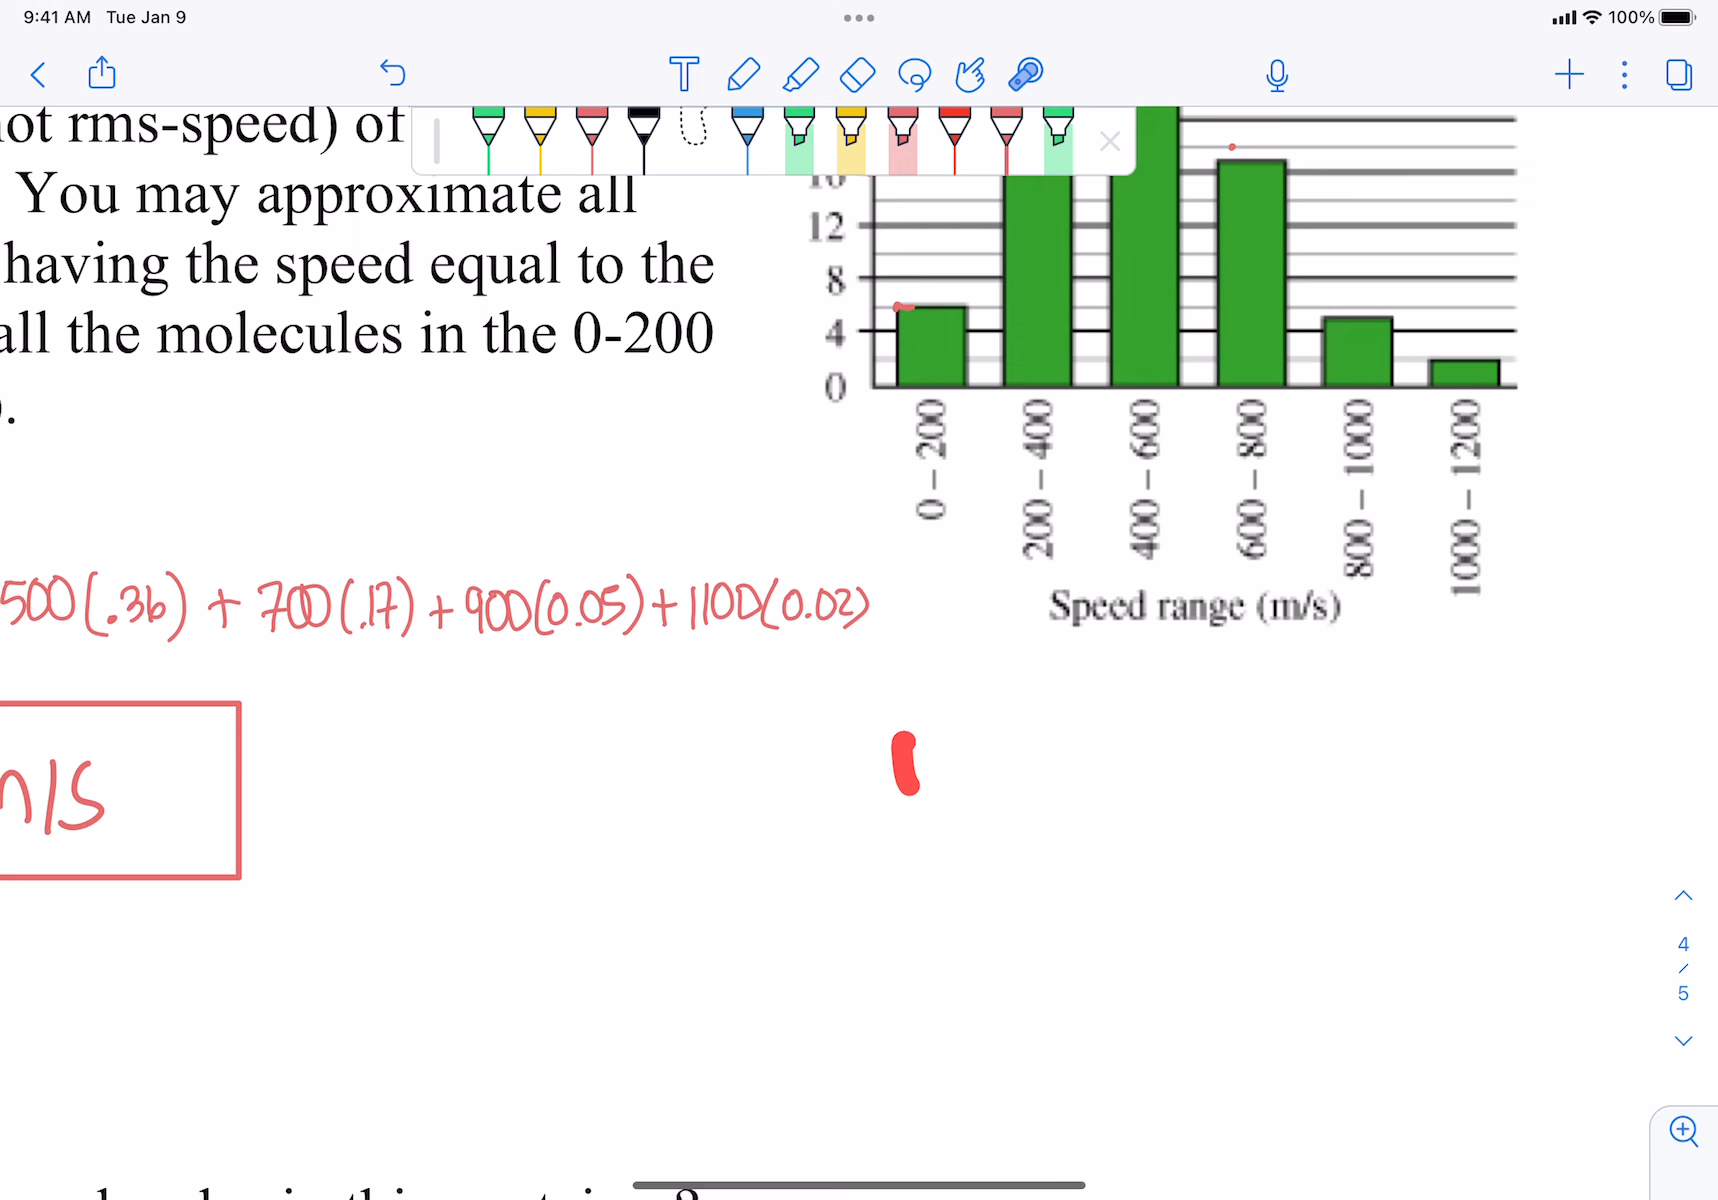 9:41 AM Tue Jan 9
100%
not rms-speed) of
You may approximate all
having the speed equal to the
all the molecules in the 0-200
).
16
12
8
4
0
0 – 200
200 – 400
400 – 600
600 – 800
800 – 1000
1000 – 1200
Speed range (m/s)
500(.36) + 700(.17) + 900(0.05) + 1100(0.02)
m/s
4
/
5